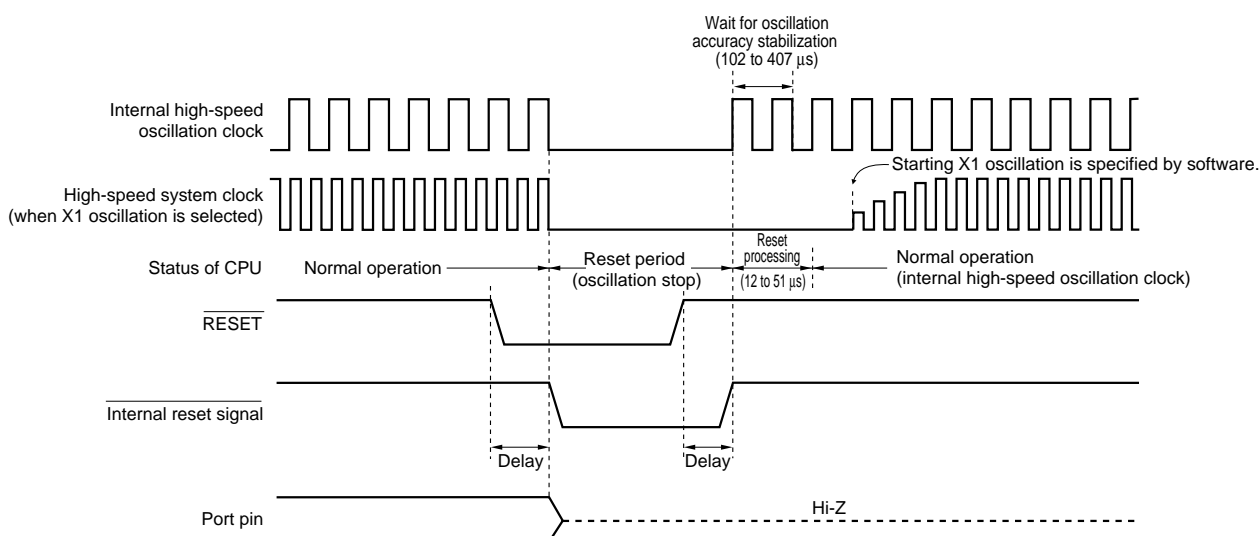 Wait for oscillation
accuracy stabilization
(102 to 407 μs)
Internal high-speed
oscillation clock
Starting X1 oscillation is specified by software.
High-speed system clock
(when X1 oscillation is selected)
Status of CPU
Normal operation
Reset period
(oscillation stop)
Reset
processing
(12 to 51 μs)
Normal operation
(internal high-speed oscillation clock)
RESET
Internal reset signal
Delay
Delay
Port pin
Hi-Z